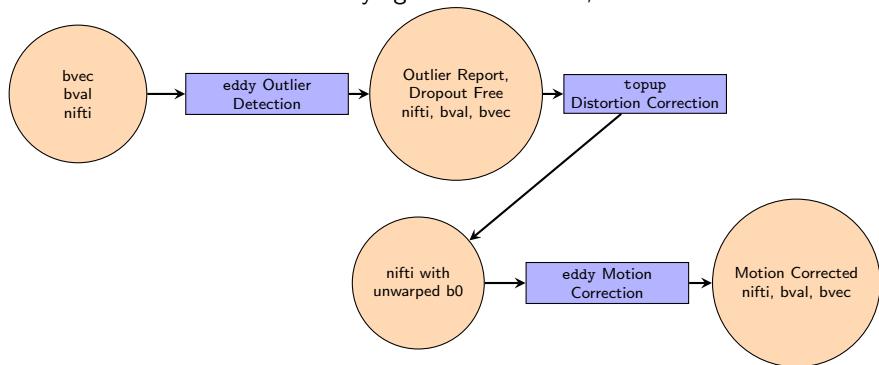 bvec
bval
nifti
eddy Outlier
Detection
Outlier Report,
Dropout Free
nifti, bval, bvec
topup
Distortion Correction
nifti with
unwarped b0
eddy Motion
Correction
Motion Corrected
nifti, bval, bvec